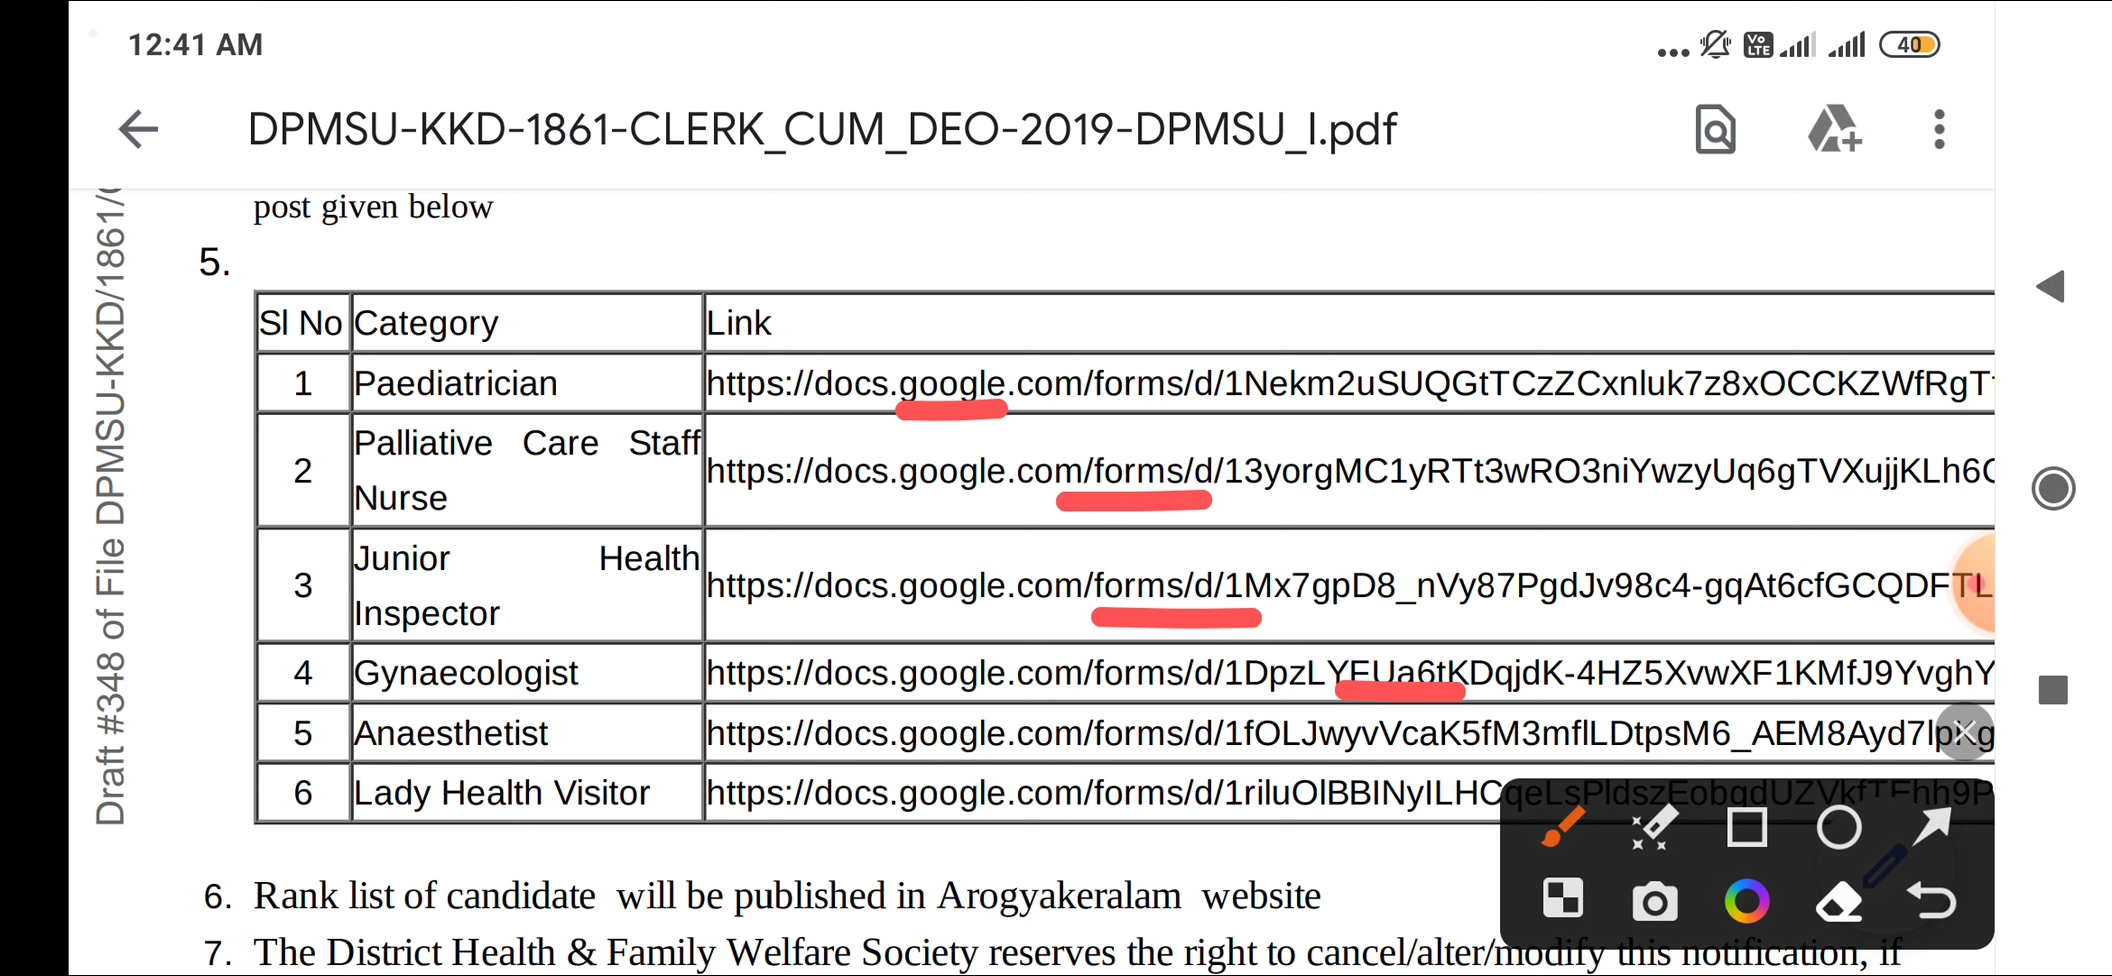 12:41 AM
Vo LTE
40
DPMSU-KKD-1861-CLERK_CUM_DEO-2019-DPMSU_I.pdf
Draft #348 of File DPMSU-KKD/1861/
post given below
5.
Sl No Category Link
1 Paediatrician https://docs.google.com/forms/d/1Nekm2uSUQGtTCzZCxnluk7z8xOCCKZWfRgT
2 Palliative Care Staff Nurse https://docs.google.com/forms/d/13yorgMC1yRTt3wRO3niYwzyUq6gTVXujjKLh6
3 Junior Health Inspector https://docs.google.com/forms/d/1Mx7gpD8_nVy87PgdJv98c4-gqAt6cfGCQDFTL
4 Gynaecologist https://docs.google.com/forms/d/1DpzLYEUa6tKDqjdK-4HZ5XvwXF1KMfJ9YvghY
5 Anaesthetist https://docs.google.com/forms/d/1fOLJwyvVcaK5fM3mflLDtpsM6_AEM8Ayd7lpKg
6 Lady Health Visitor https://docs.google.com/forms/d/1riluOlBBINyILHCqeLsPldszEobgdUZVkfTFhh9P
6. Rank list of candidate will be published in Arogyakeralam website
7. The District Health & Family Welfare Society reserves the right to cancel/alter/modify this notification, if